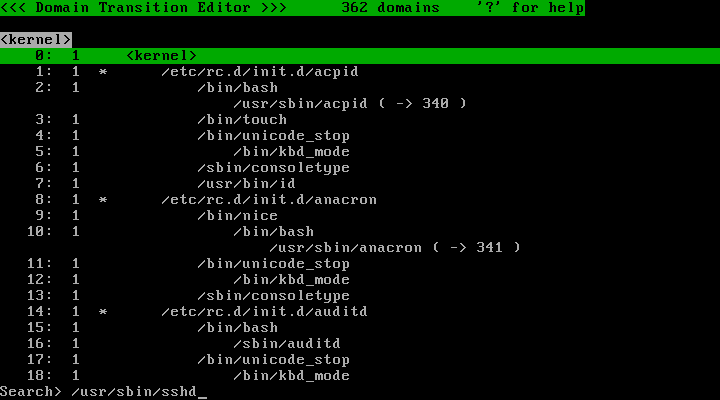 <<< Domain Transition Editor >>>      362 domains    '?' for help
<kernel>
    0:  1     <kernel>
    1:  1  *      /etc/rc.d/init.d/acpid
    2:  1             /bin/bash
                          /usr/sbin/acpid ( -> 340 )
    3:  1             /bin/touch
    4:  1             /bin/unicode_stop
    5:  1                 /bin/kbd_mode
    6:  1             /sbin/consoletype
    7:  1             /usr/bin/id
    8:  1  *      /etc/rc.d/init.d/anacron
    9:  1             /bin/nice
   10:  1                 /bin/bash
                              /usr/sbin/anacron ( -> 341 )
   11:  1             /bin/unicode_stop
   12:  1                 /bin/kbd_mode
   13:  1             /sbin/consoletype
   14:  1  *      /etc/rc.d/init.d/auditd
   15:  1             /bin/bash
   16:  1                 /sbin/auditd
   17:  1             /bin/unicode_stop
   18:  1                 /bin/kbd_mode
Search> /usr/sbin/sshd_